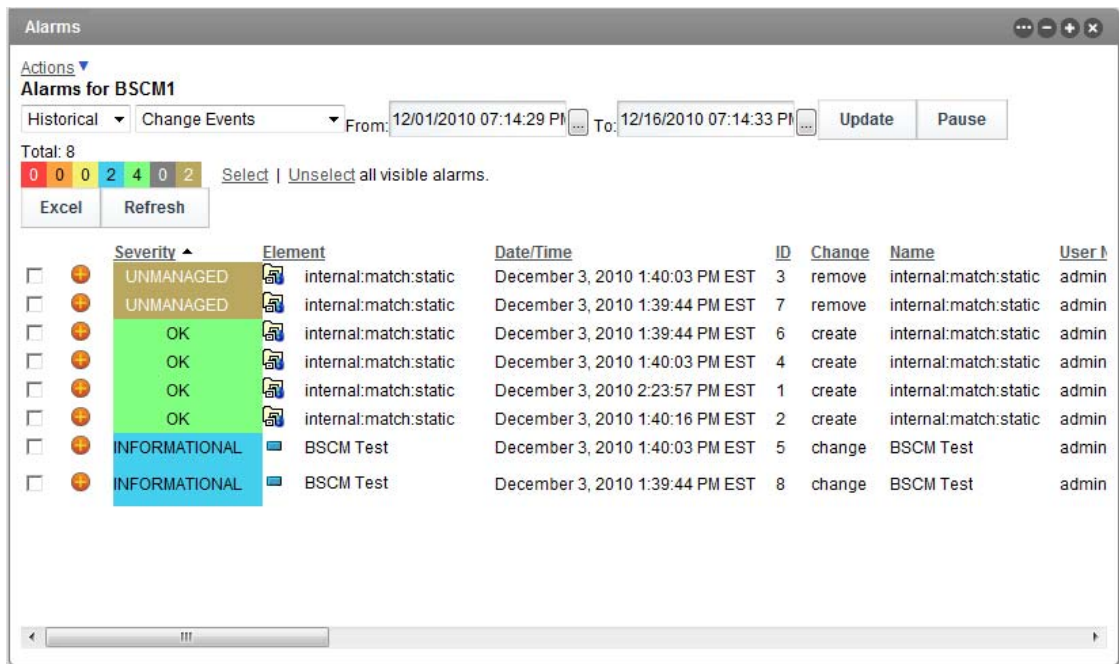 Alarms
Actions
Alarms for BSCM1
Historical Change Events From: 12/01/2010 07:14:29 PM ... To: 12/16/2010 07:14:33 PM ... Update Pause
Total: 8
0 0 0 2 4 0 2 Select | Unselect all visible alarms.
Excel Refresh
Severity Element Date/Time ID Change Name User
UNMANAGED internal:match:static December 3, 2010 1:40:03 PM EST 3 remove internal:match:static admin
UNMANAGED internal:match:static December 3, 2010 1:39:44 PM EST 7 remove internal:match:static admin
OK internal:match:static December 3, 2010 1:39:44 PM EST 6 create internal:match:static admin
OK internal:match:static December 3, 2010 1:40:03 PM EST 4 create internal:match:static admin
OK internal:match:static December 3, 2010 2:23:57 PM EST 1 create internal:match:static admin
OK internal:match:static December 3, 2010 1:40:16 PM EST 2 create internal:match:static admin
INFORMATIONAL BSCM Test December 3, 2010 1:40:03 PM EST 5 change BSCM Test admin
INFORMATIONAL BSCM Test December 3, 2010 1:39:44 PM EST 8 change BSCM Test admin